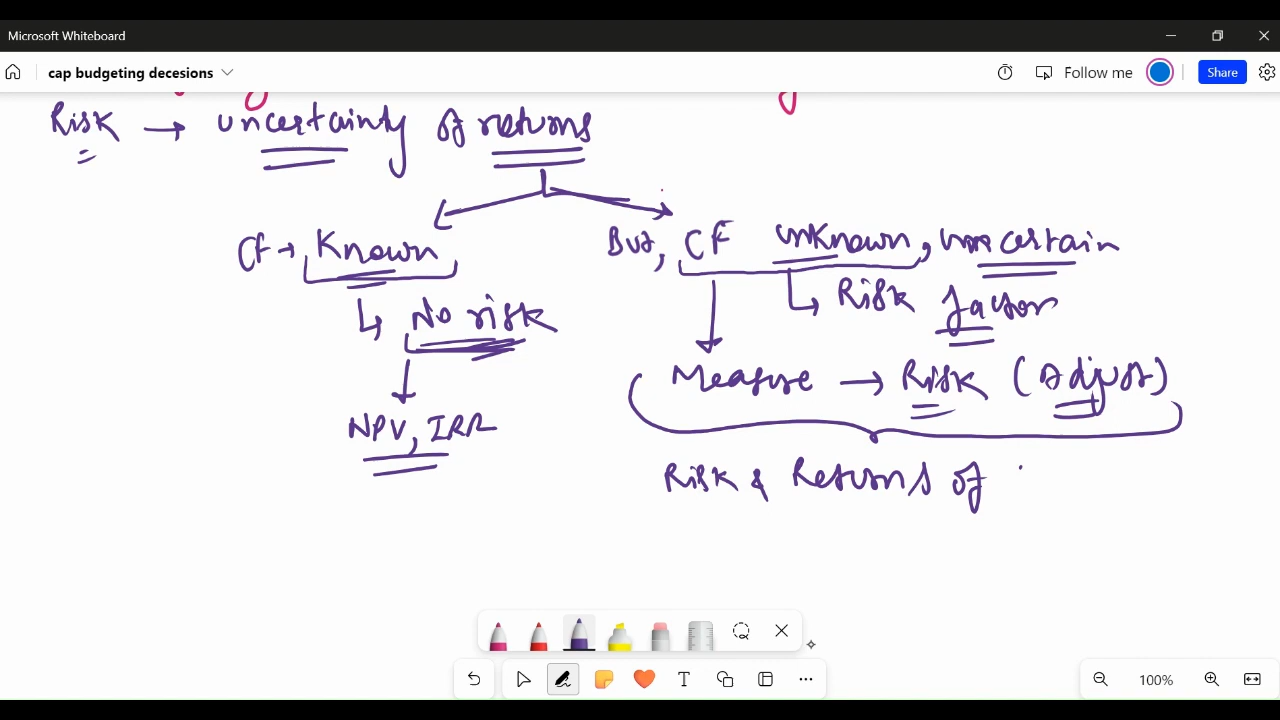 Microsoft Whiteboard
cap budgeting decesions
Follow me
Share
Risk → uncertainty of returns
CF → Known
But, CF unknown, uncertain
No risk
Risk factor
Measure → Risk (Adjust)
NPV, IRR
Risk & Returns of
T
100%